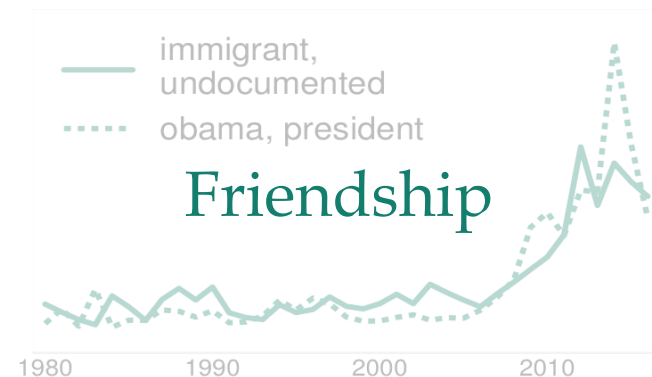 immigrant,
undocumented
obama, president
Friendship
1980 1990 2000 2010